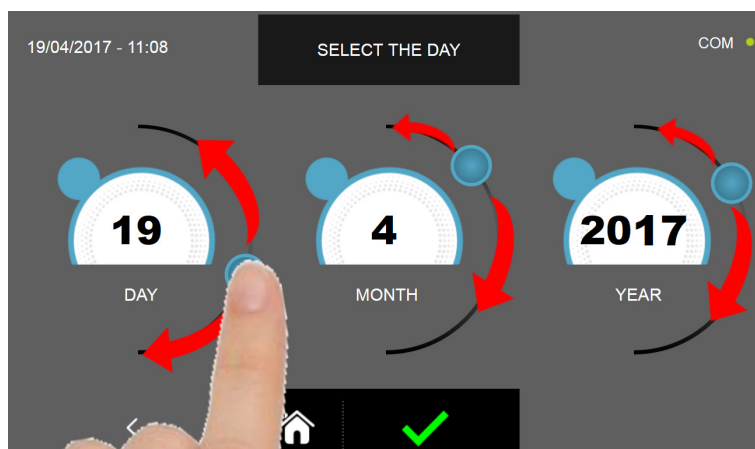 19/04/2017 - 11:08
SELECT THE DAY
COM
19
4
2017
DAY
MONTH
YEAR